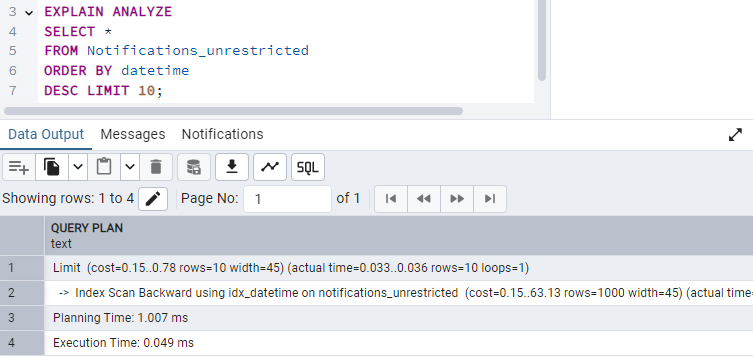 3 EXPLAIN ANALYZE
4 SELECT *
5 FROM Notifications_unrestricted
6 ORDER BY datetime
7 DESC LIMIT 10;
Data Output Messages Notifications
SQL
Showing rows: 1 to 4 Page No: 1 of 1
QUERY PLAN
text
1 Limit (cost=0.15..0.78 rows=10 width=45) (actual time=0.033..0.036 rows=10 loops=1)
2 -> Index Scan Backward using idx_datetime on notifications_unrestricted (cost=0.15..63.13 rows=1000 width=45) (actual time=
3 Planning Time: 1.007 ms
4 Execution Time: 0.049 ms